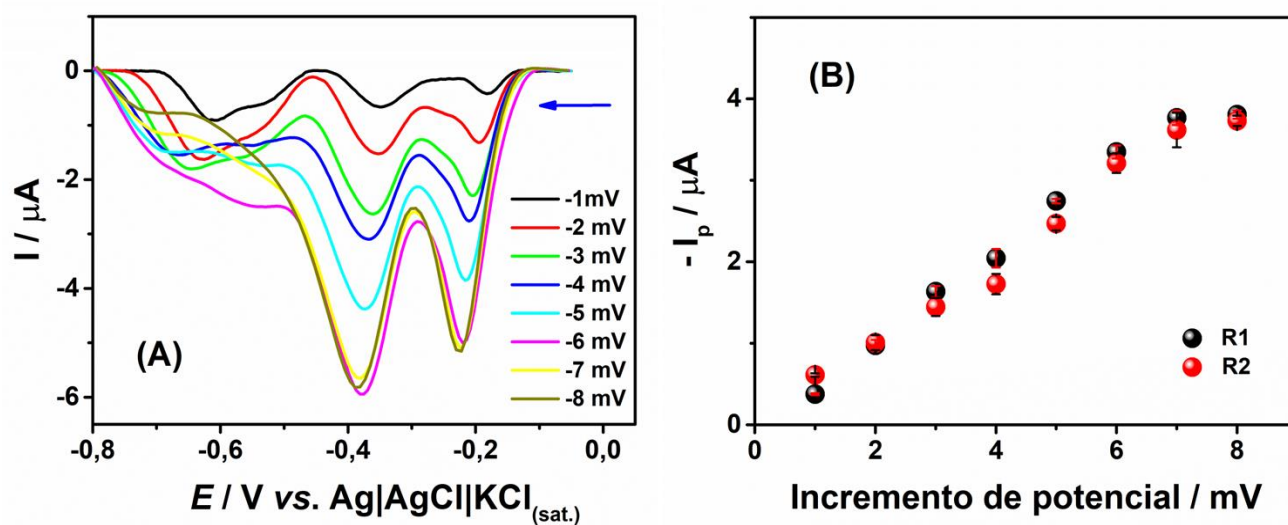 (A)
I / µA
0
-2
-4
-6
-0,8
-0,6
-0,4
-0,2
0,0
E / V vs. Ag|AgCl|KCl(sat.)
-1mV
-2 mV
-3 mV
-4 mV
-5 mV
-6 mV
-7 mV
-8 mV
(B)
- Ip / µA
4
2
0
0
2
4
6
8
Incremento de potencial / mV
R1
R2